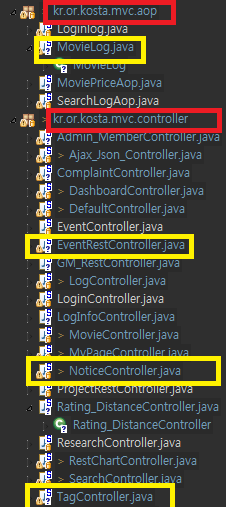 kr.or.kosta.mvc.aop
Loginlog.java
MovieLog.java
MovieLog
MoviePriceAop.java
SearchLogAop.java
kr.or.kosta.mvc.controller
Admin_MemberController.java
> Ajax_Json_Controller.java
ComplaintController.java
> DashboardController.java
> DefaultController.java
EventController.java
EventRestController.java
GM_RestController.java
> LogController.java
LoginController.java
LogInfoController.java
> MovieController.java
> MyPageController.java
> NoticeController.java
ProjectRestController.java
Rating_DistanceController.java
Rating_DistanceController
ResearchController.java
> RestChartController.java
> SearchController.java
TagController.java